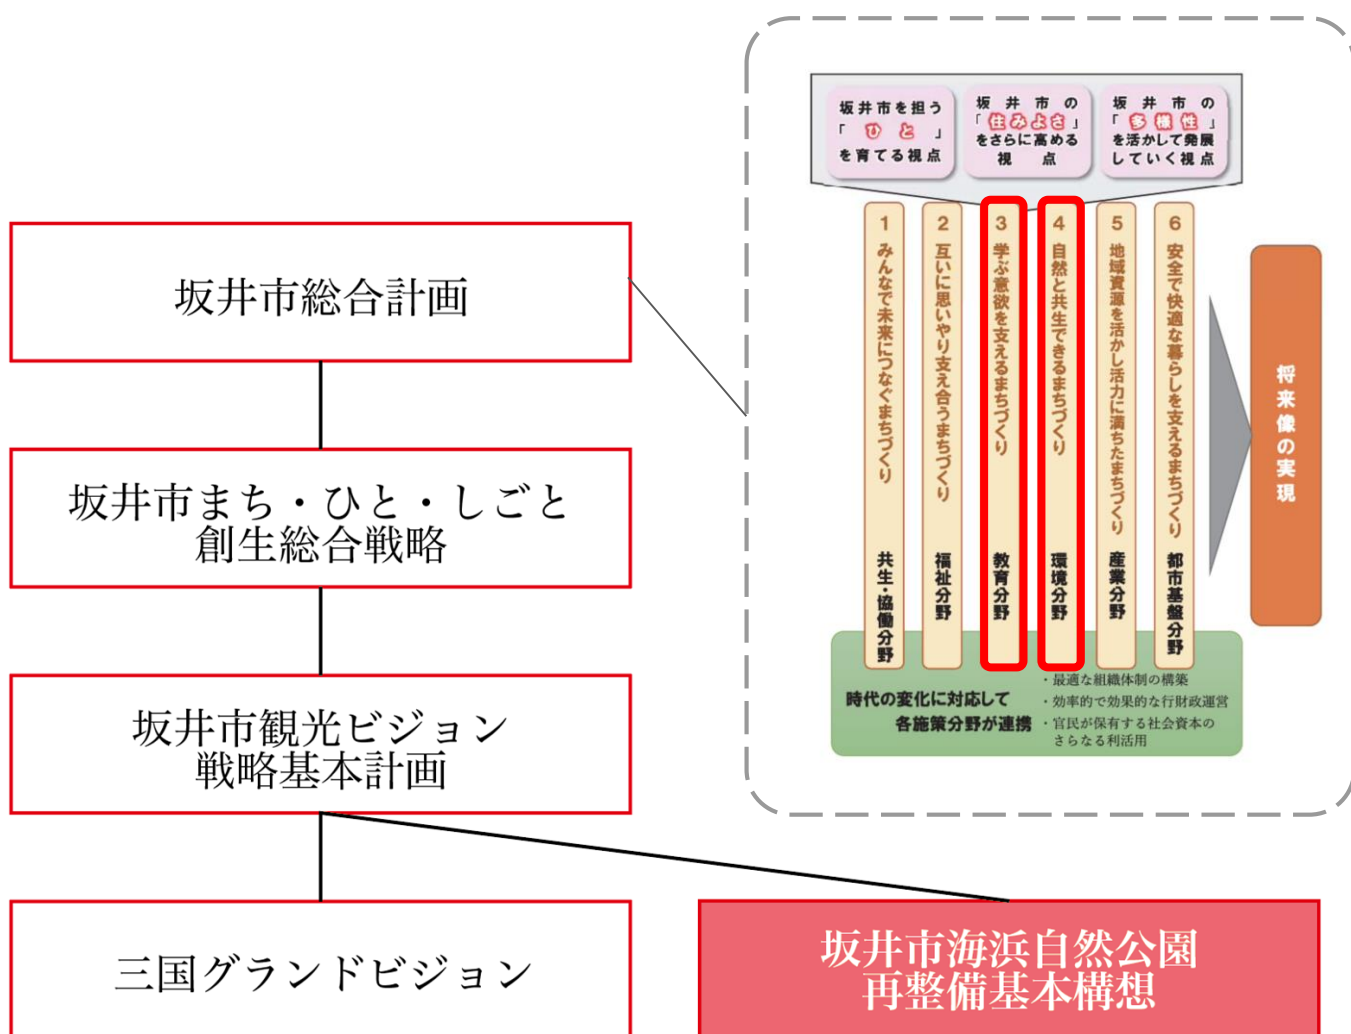 坂井市総合計画
坂井市まち・ひと・しごと
創生総合戦略
坂井市観光ビジョン
戦略基本計画
三国グランドビジョン
坂井市海浜自然公園
再整備基本構想
坂井市を担う
「ひと」
を育てる視点
坂井市の
「住みよさ」
をさらに高める
視点
坂井市の
「多様性」
を活かして発展
していく視点
1 みんなで未来につなぐまちづくり 共生・協働分野
2 互いに思いやり支え合うまちづくり 福祉分野
3 学ぶ意欲を支えるまちづくり 教育分野
4 自然と共生できるまちづくり 環境分野
5 地域資源を活かし活力に満ちたまちづくり 産業分野
6 安全で快適な暮らしを支えるまちづくり 都市基盤分野
将来像の実現
時代の変化に対応して
各施策分野が連携
・最適な組織体制の構築
・効率的で効果的な行財政運営
・官民が保有する社会資本の
さらなる利活用